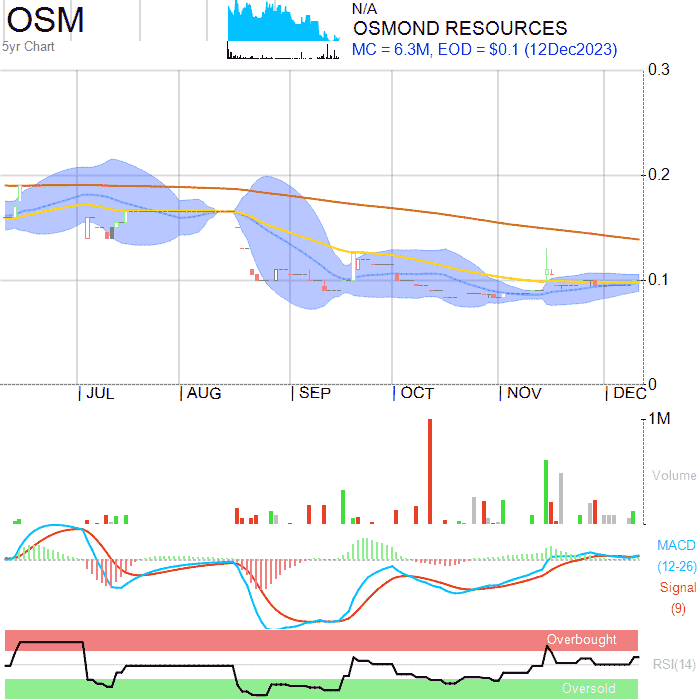 OSM
5yr Chart
N/A
OSMOND RESOURCES
MC = 6.3M, EOD = $0.1 (12Dec2023)
0.3
0.2
0.1
0
JUL
AUG
SEP
OCT
NOV
DEC
1M
Volume
MACD
(12-26)
Signal
(9)
Overbought
RSI(14)
Oversold